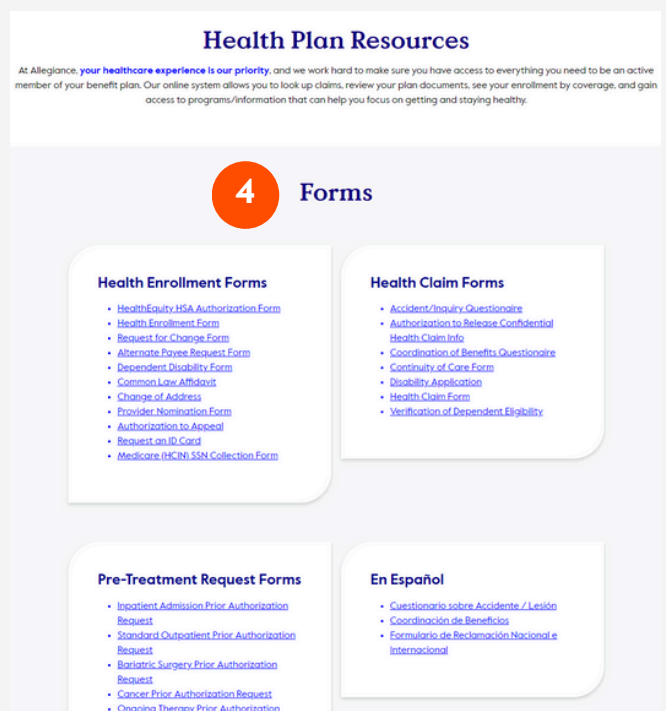 Health Plan Resources
At Allegiance, your healthcare experience is our priority, and we work hard to make sure you have access to everything you need to be an active
member of your benefit plan. Our online system allows you to look up claims, review your plan documents, see your enrollment by coverage, and gain
access to programs/information that can help you focus on getting and staying healthy.
4
Forms
Health Enrollment Forms
HealthEquity HSA Authorization Form
Health Enrollment Form
Request for Change Form
Alternate Payee Request Form
Dependent Disability Form
Common Law Affidavit
Change of Address
Provider Nomination Form
Authorization to Appeal
Request an ID Card
Medicare (HCIN) SSN Collection Form
Health Claim Forms
Accident/Inquiry Questionaire
Authorization to Release Confidential
Health Claim Info
Coordination of Benefits Questionaire
Continuity of Care Form
Disability Application
Health Claim Form
Verification of Dependent Eligibility
Pre-Treatment Request Forms
Inpatient Admission Prior Authorization
Request
Standard Outpatient Prior Authorization
Request
Bariatric Surgery Prior Authorization
Request
Cancer Prior Authorization Request
Ongoing Therapy Prior Authorization
En Español
Cuestionario sobre Accidente / Lesión
Coordinación de Beneficios
Formulario de Reclamación Nacional e
Internacional